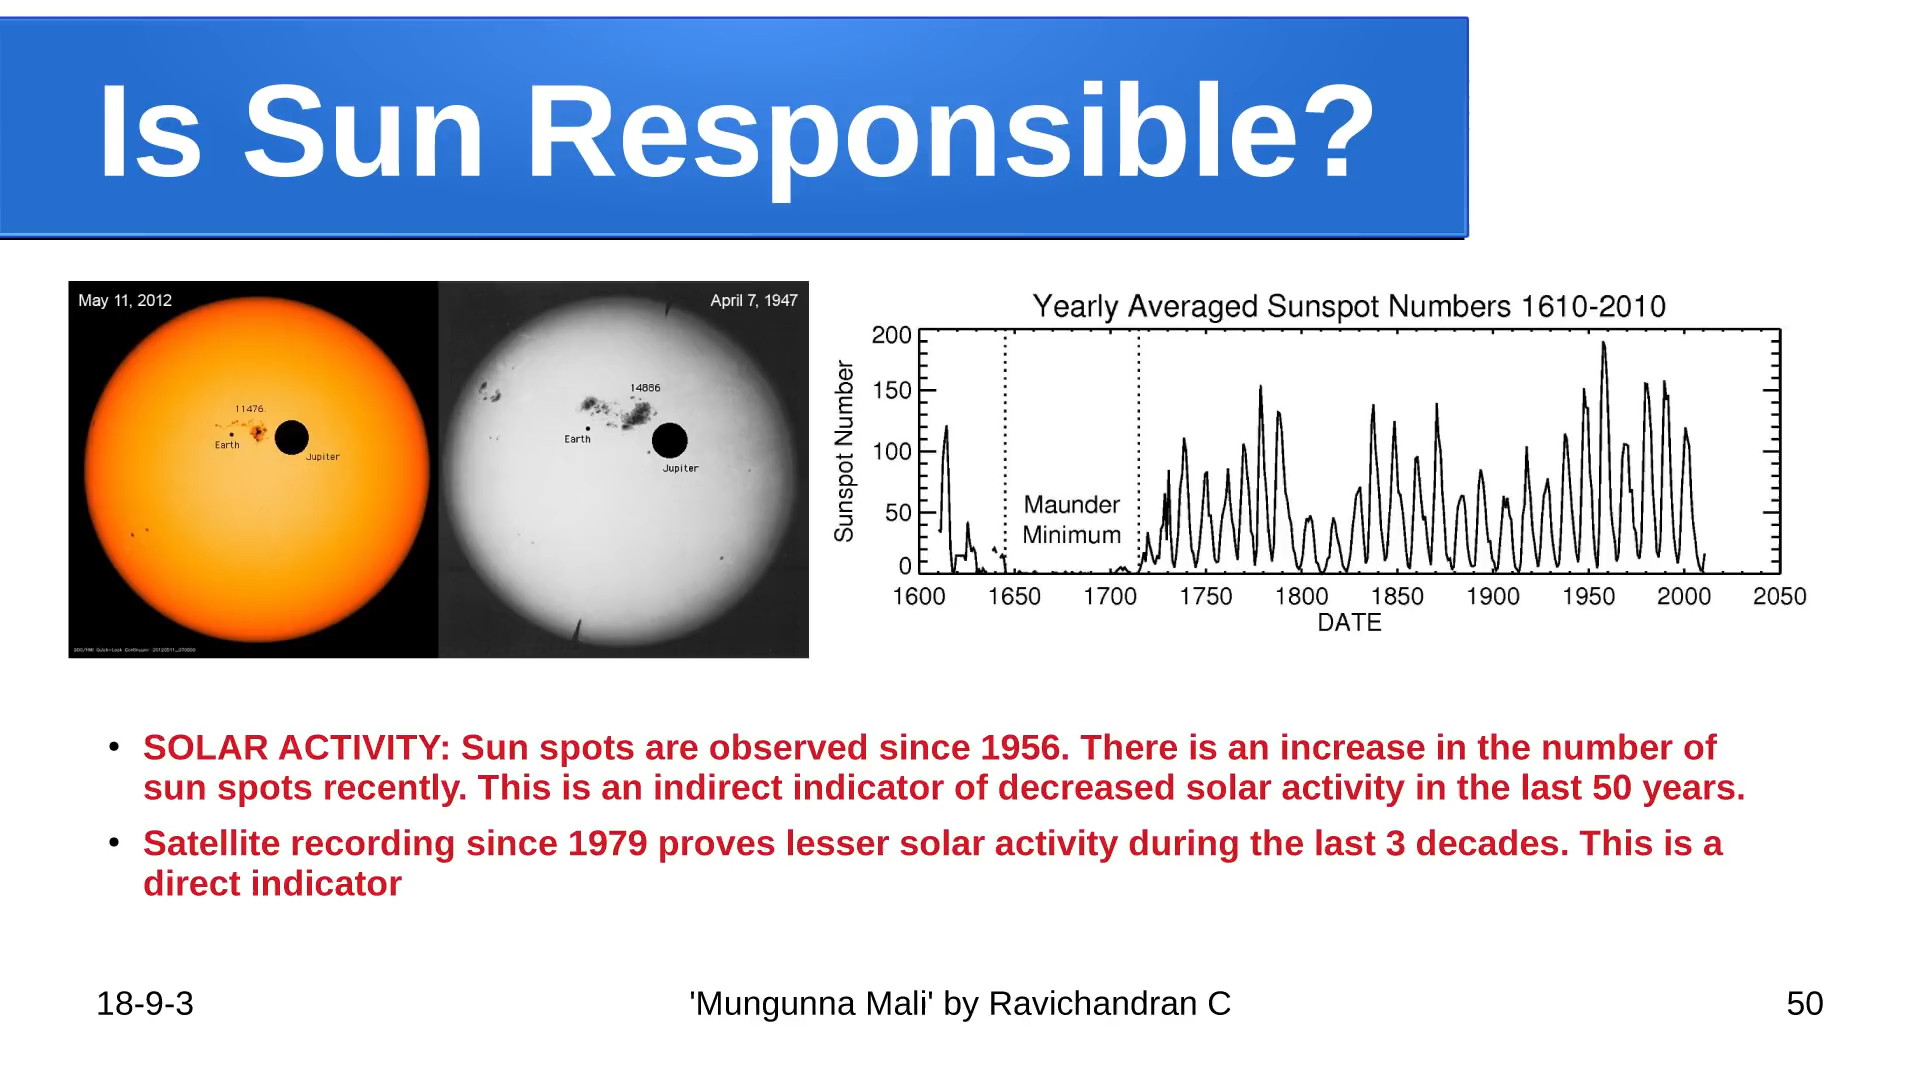 Is Sun Responsible?
May 11, 2012
April 7, 1947
11476
Earth
Jupiter
14886
Earth
Jupiter
Yearly Averaged Sunspot Numbers 1610-2010
Sunspot Number
200
150
100
50
0
Maunder
Minimum
1600 1650 1700 1750 1800 1850 1900 1950 2000 2050
DATE
• SOLAR ACTIVITY: Sun spots are observed since 1956. There is an increase in the number of
sun spots recently. This is an indirect indicator of decreased solar activity in the last 50 years.
• Satellite recording since 1979 proves lesser solar activity during the last 3 decades. This is a
direct indicator
18-9-3
'Mungunna Mali' by Ravichandran C
50